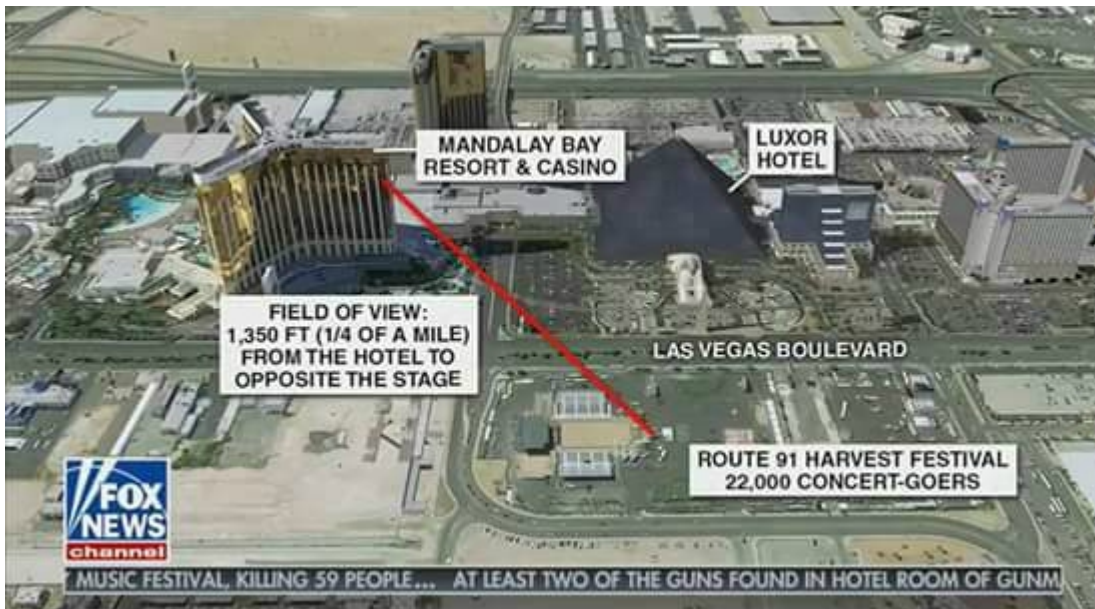 MANDALAY BAY
RESORT & CASINO
LUXOR
HOTEL
FIELD OF VIEW:
1,350 FT (1/4 OF A MILE)
FROM THE HOTEL TO
OPPOSITE THE STAGE
LAS VEGAS BOULEVARD
ROUTE 91 HARVEST FESTIVAL
22,000 CONCERT-GOERS
FOX
NEWS
channel
Y MUSIC FESTIVAL, KILLING 59 PEOPLE... AT LEAST TWO OF THE GUNS FOUND IN HOTEL ROOM OF GUNM